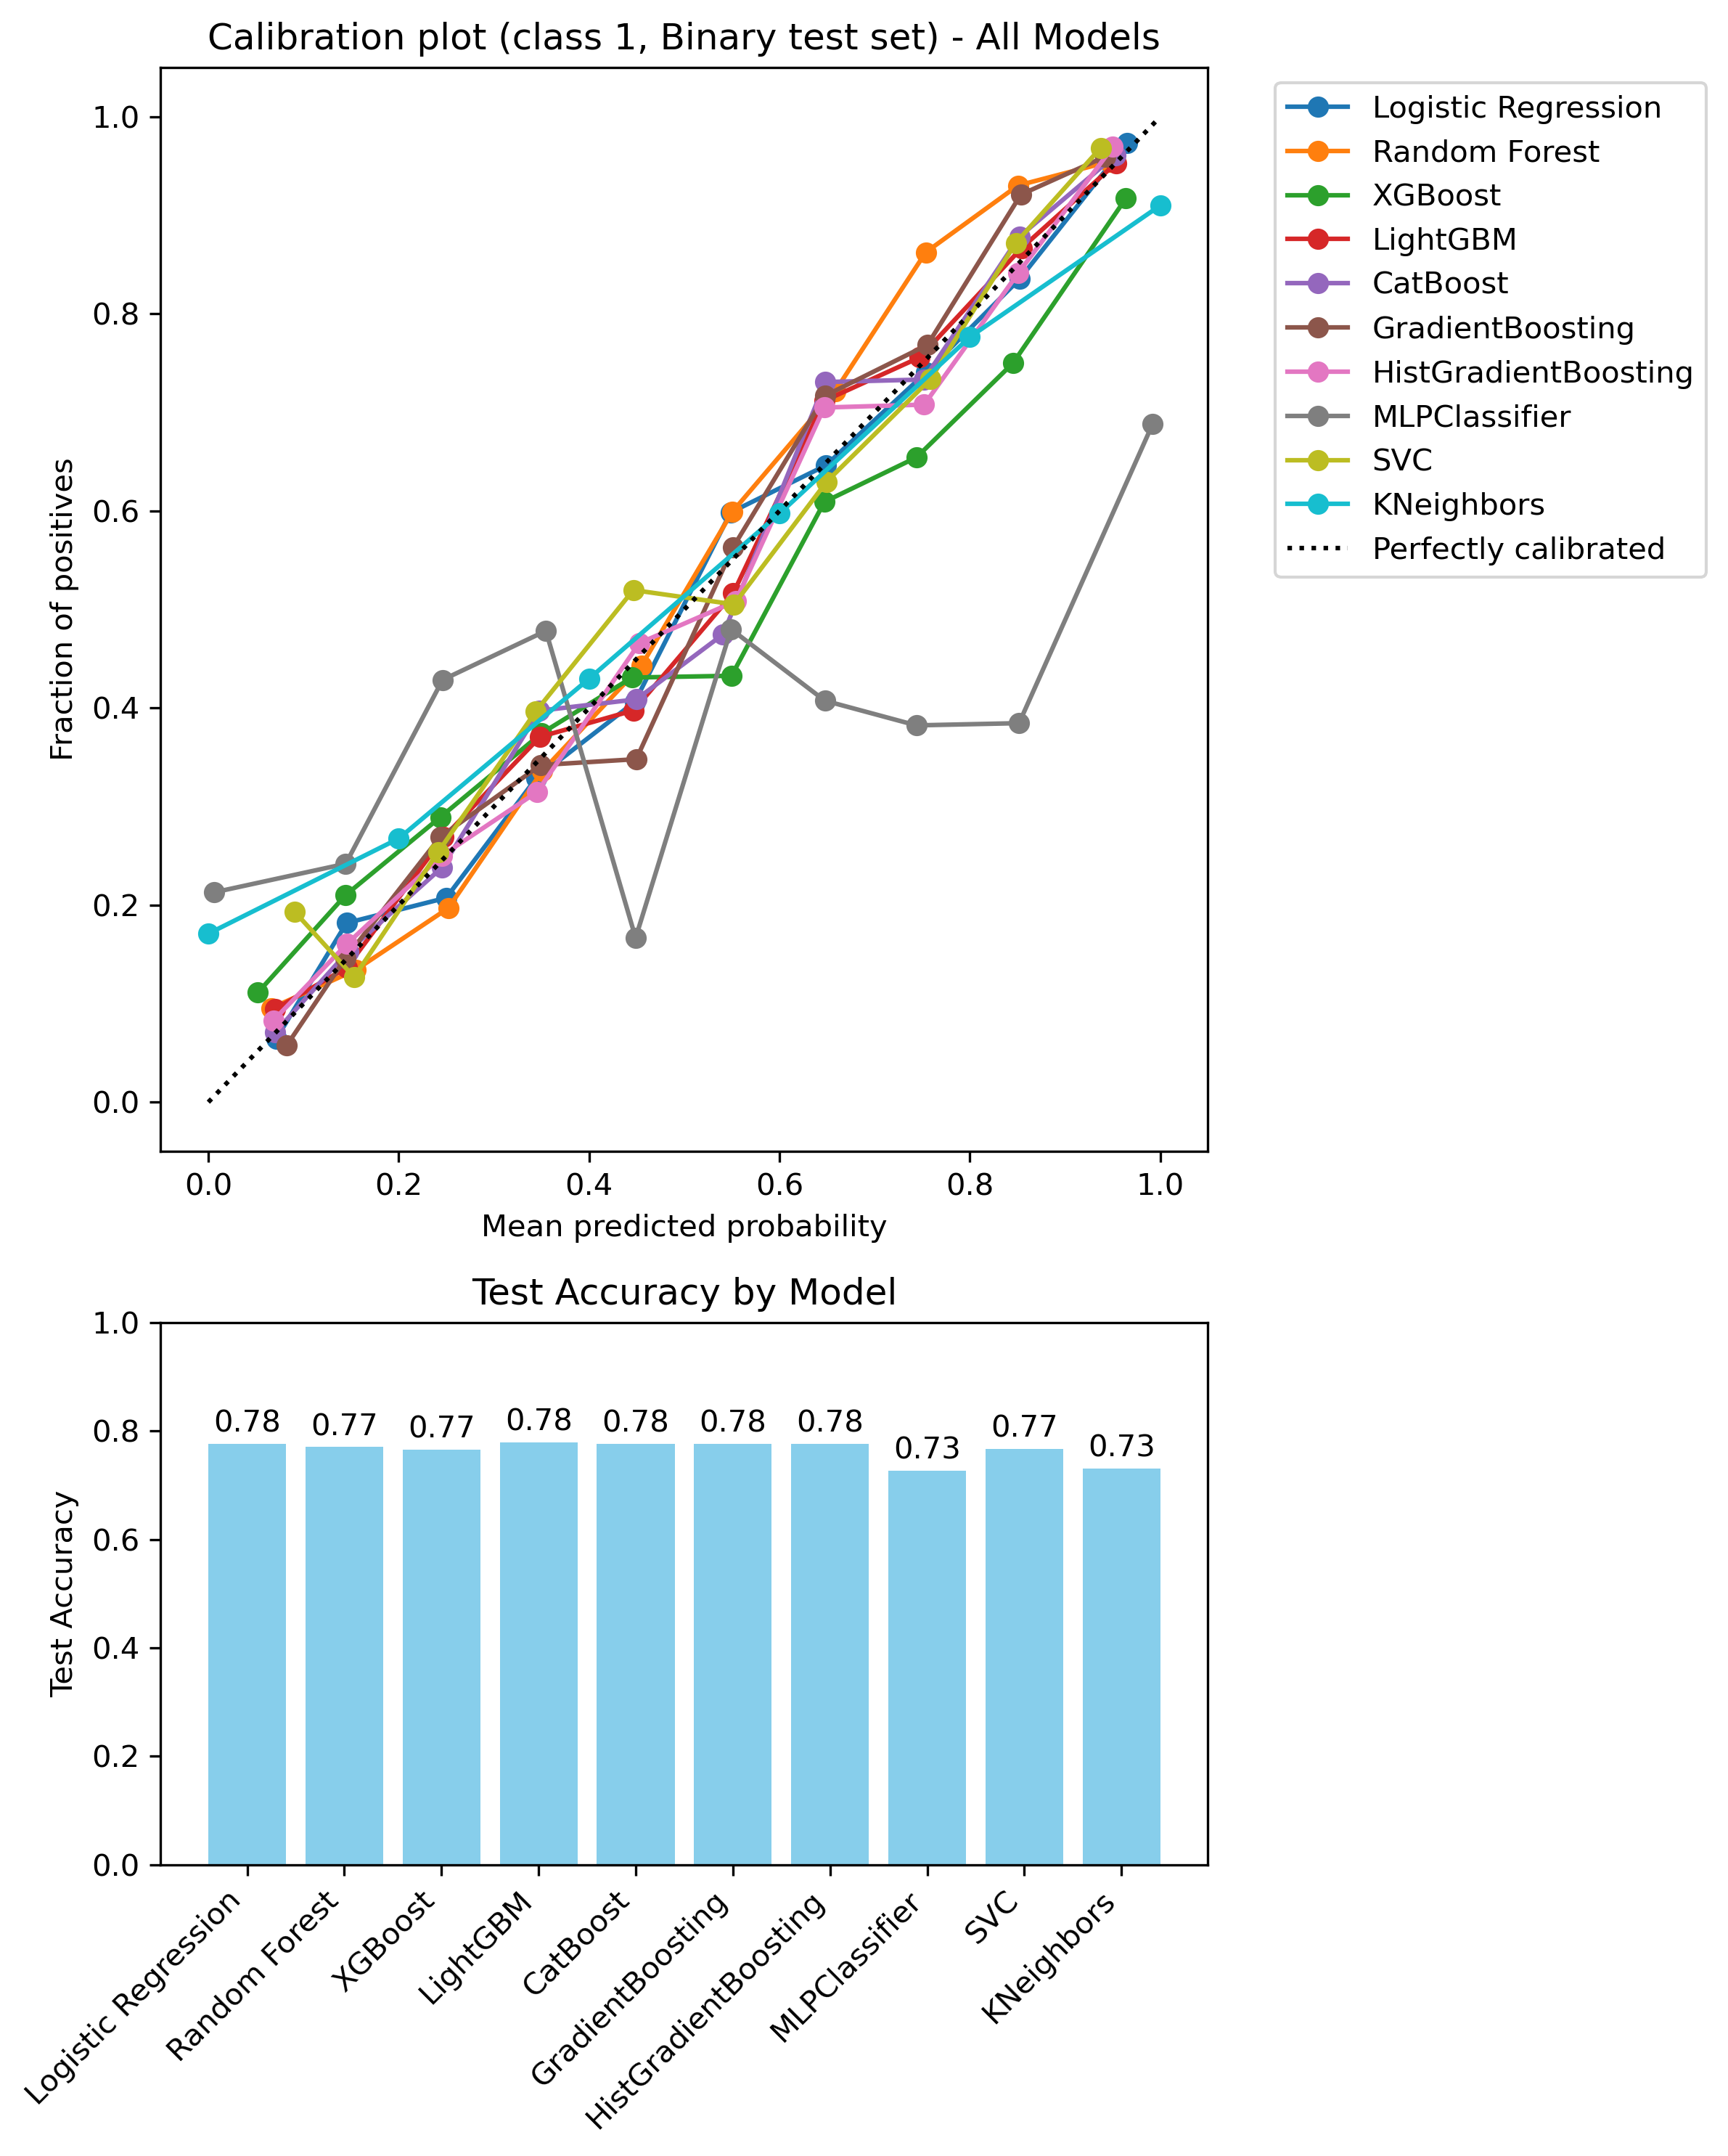 Calibration plot (class 1, Binary test set) - All Models
1.0
0.8
0.6
0.4
0.2
0.0
Fraction of positives
0.0 0.2 0.4 0.6 0.8 1.0
Mean predicted probability
Logistic Regression
Random Forest
XGBoost
LightGBM
CatBoost
GradientBoosting
HistGradientBoosting
MLPClassifier
SVC
KNeighbors
Perfectly calibrated
Test Accuracy by Model
1.0
0.8
0.6
0.4
0.2
0.0
Test Accuracy
0.78 0.77 0.77 0.78 0.78 0.78 0.78 0.73 0.77 0.73
Logistic Regression
Random Forest
XGBoost
LightGBM
CatBoost
GradientBoosting
HistGradientBoosting
MLPClassifier
SVC
KNeighbors